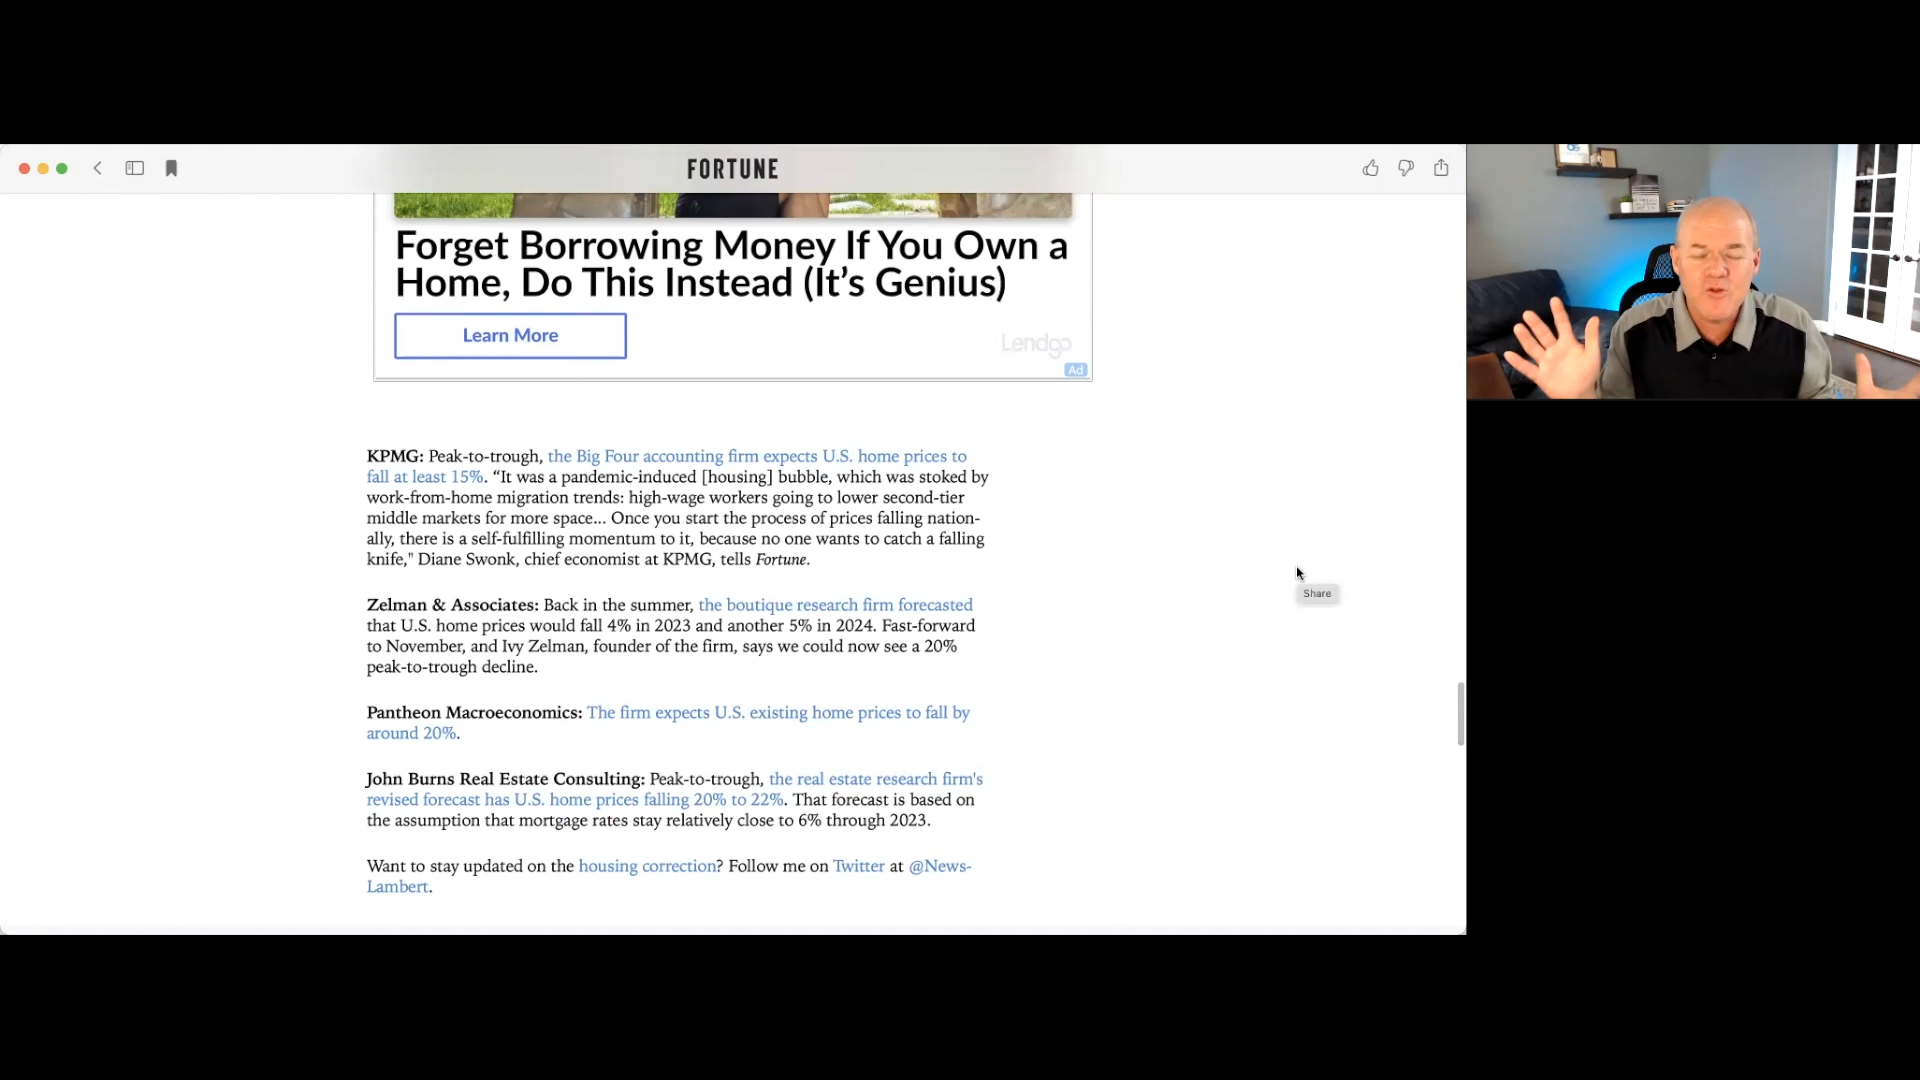 FORTUNE
Forget Borrowing Money If You Own a
Home, Do This Instead (It’s Genius)
Learn More
Lendgo
Ad
KPMG: Peak-to-trough, the Big Four accounting firm expects U.S. home prices to
fall at least 15%. “It was a pandemic-induced [housing] bubble, which was stoked by
work-from-home migration trends: high-wage workers going to lower second-tier
middle markets for more space... Once you start the process of prices falling nation-
ally, there is a self-fulfilling momentum to it, because no one wants to catch a falling
knife," Diane Swonk, chief economist at KPMG, tells Fortune.
Share
Zelman & Associates: Back in the summer, the boutique research firm forecasted
that U.S. home prices would fall 4% in 2023 and another 5% in 2024. Fast-forward
to November, and Ivy Zelman, founder of the firm, says we could now see a 20%
peak-to-trough decline.
Pantheon Macroeconomics: The firm expects U.S. existing home prices to fall by
around 20%.
John Burns Real Estate Consulting: Peak-to-trough, the real estate research firm's
revised forecast has U.S. home prices falling 20% to 22%. That forecast is based on
the assumption that mortgage rates stay relatively close to 6% through 2023.
Want to stay updated on the housing correction? Follow me on Twitter at @News-
Lambert.